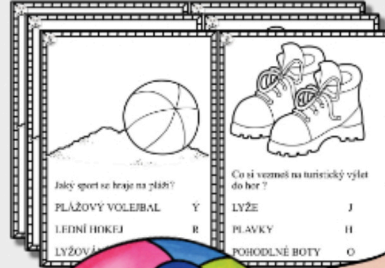 Jaký sport se hraje na pláži?
PLÁŽOVÝ VOLEJBAL Ý
LEDNÍ HOKEJ R
Co si vezmeš na turistický výlet
do hor ?
LYŽE J
PLAVKY H
POHODLNÉ BOTY O